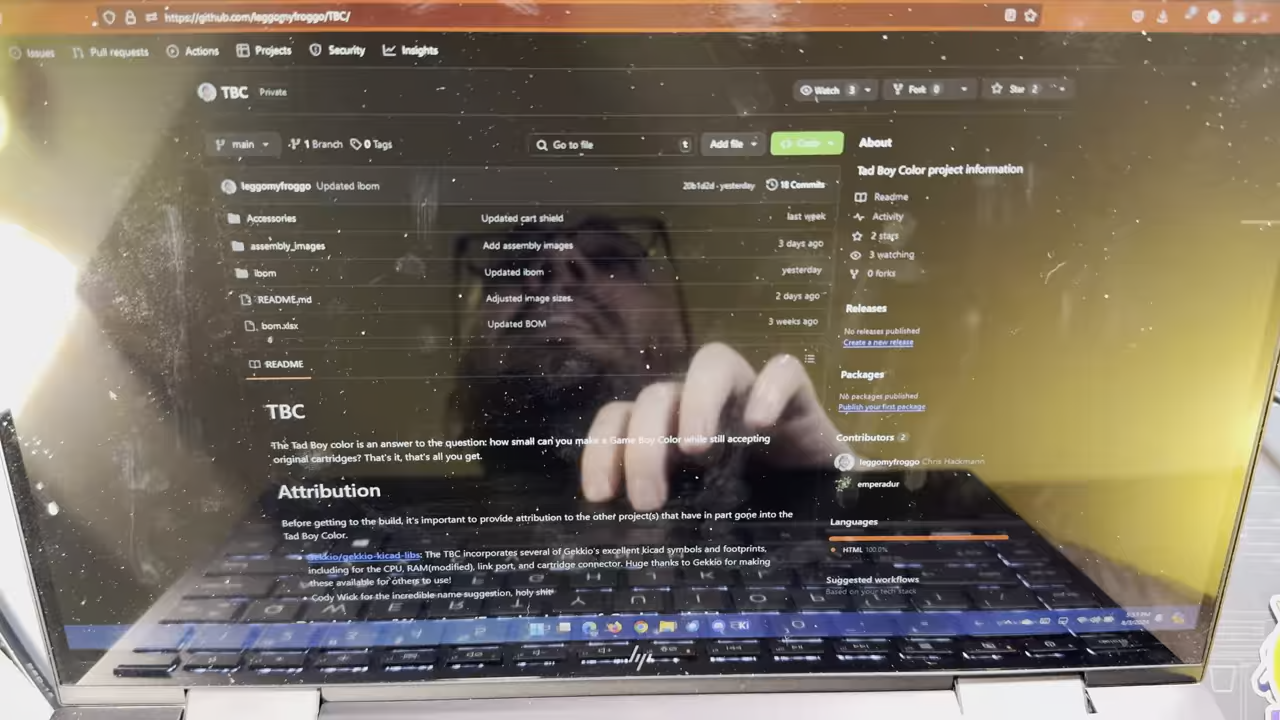 https://github.com/leggomyfroggo/TBC/
Issues Pull requests Actions Projects Security Insights
TBC Private
Watch 3 Fork 0 Star 2
main 1 Branch 0 Tags Go to file t Add file Code
leggomyfroggo Updated ibom 20b1d2d - yesterday 18 Commits
Accessories Updated cart shield last week
assembly_images Add assembly images 3 days ago
ibom Updated ibom yesterday
README.md Adjusted image sizes. 2 days ago
bom.xlsx Updated BOM 3 weeks ago
README
TBC
The Tad Boy color is an answer to the question: how small can you make a Game Boy Color while still accepting
original cartridges? That's it, that's all you get.
Attribution
Before getting to the build, it's important to provide attribution to the other project(s) that have in part gone into the
Tad Boy Color.
Gekkio/gekkio-kicad-libs: The TBC incorporates several of Gekkio's excellent kicad symbols and footprints,
including for the CPU, RAM(modified), link port, and cartridge connector. Huge thanks to Gekkio for making
these available for others to use!
Cody Wick for the incredible name suggestion, holy shit
About
Tad Boy Color project information
Readme
Activity
2 stars
3 watching
0 forks
Releases
No releases published
Create a new release
Packages
No packages published
Publish your first package
Contributors 2
leggomyfroggo Chris Hackmann
emperadur
Languages
HTML 100.0%
Suggested workflows
Based on your tech stack
hp